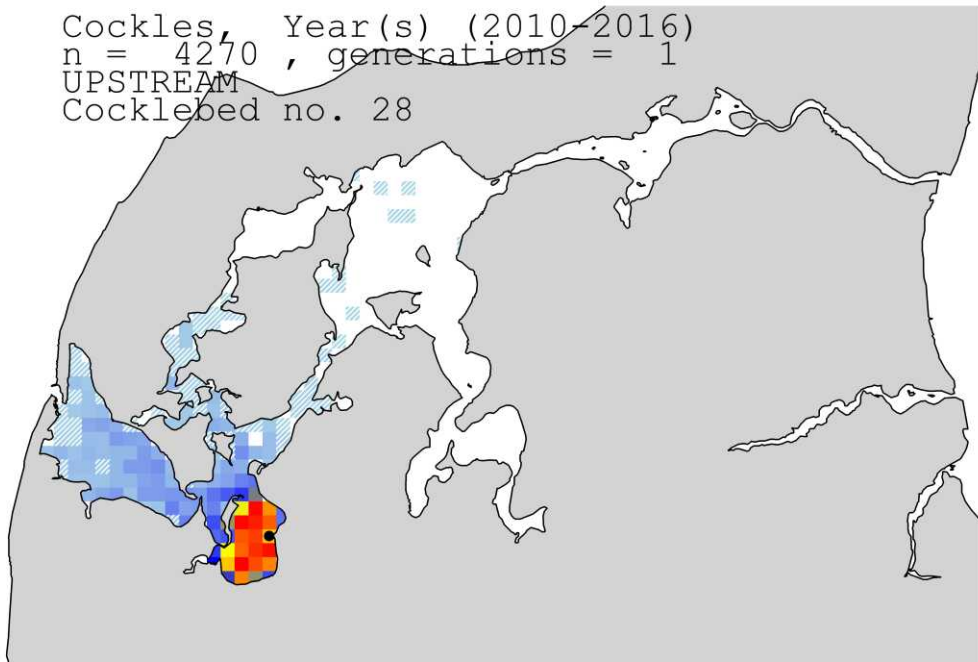 Cockles, Year(s) (2010-2016)
n = 4270 , generations = 1
UPSTREAM
Cocklebed no. 28